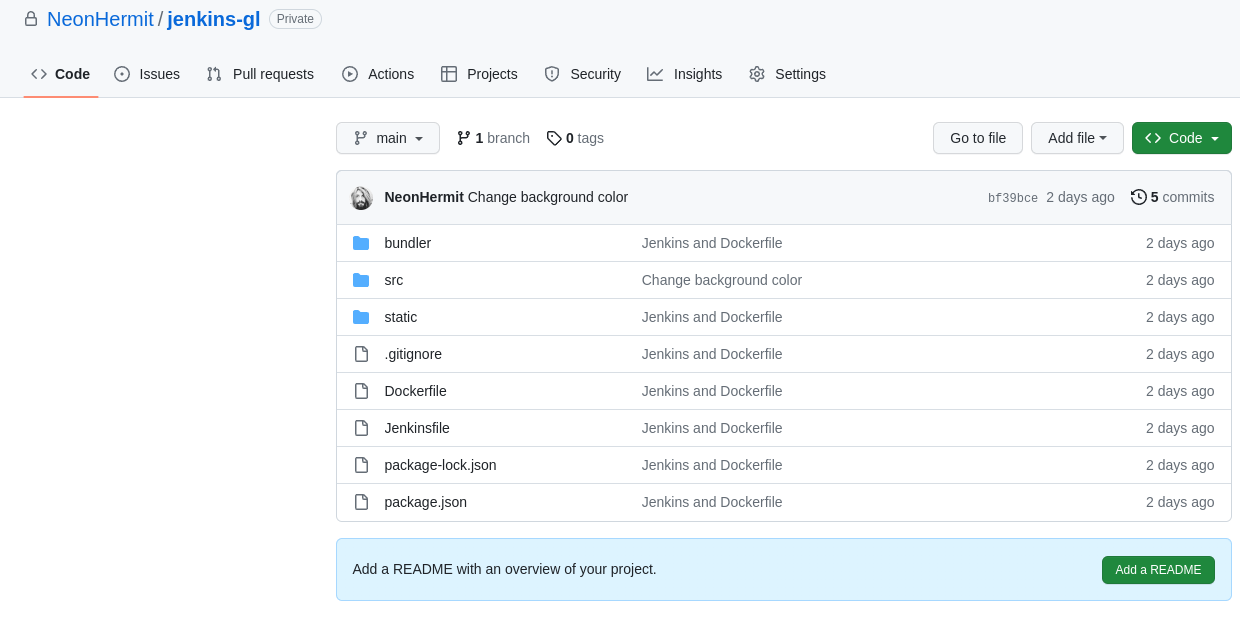 NeonHermit / jenkins-gl Private
Code Issues Pull requests Actions Projects Security Insights Settings
main 1 branch 0 tags Go to file Add file Code
NeonHermit Change background color bf39bce 2 days ago 5 commits
bundler Jenkins and Dockerfile 2 days ago
src Change background color 2 days ago
static Jenkins and Dockerfile 2 days ago
.gitignore Jenkins and Dockerfile 2 days ago
Dockerfile Jenkins and Dockerfile 2 days ago
Jenkinsfile Jenkins and Dockerfile 2 days ago
package-lock.json Jenkins and Dockerfile 2 days ago
package.json Jenkins and Dockerfile 2 days ago
Add a README with an overview of your project. Add a README